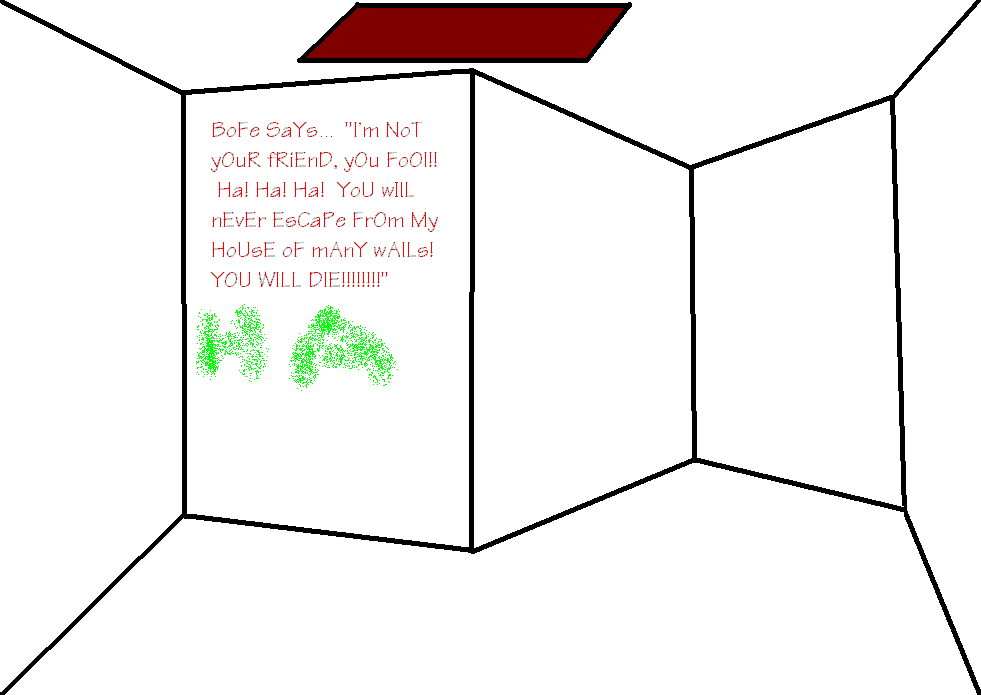 BoFe SaYs... "I'm NoT
yOuR fRiEnD, yOu FoOl!!
Ha! Ha! Ha! YoU wIlL
nEvEr EsCaPe FrOm My
HoUsE oF mAnY wAlLs!
YOU WILL DIE!!!!!!!!"
HA